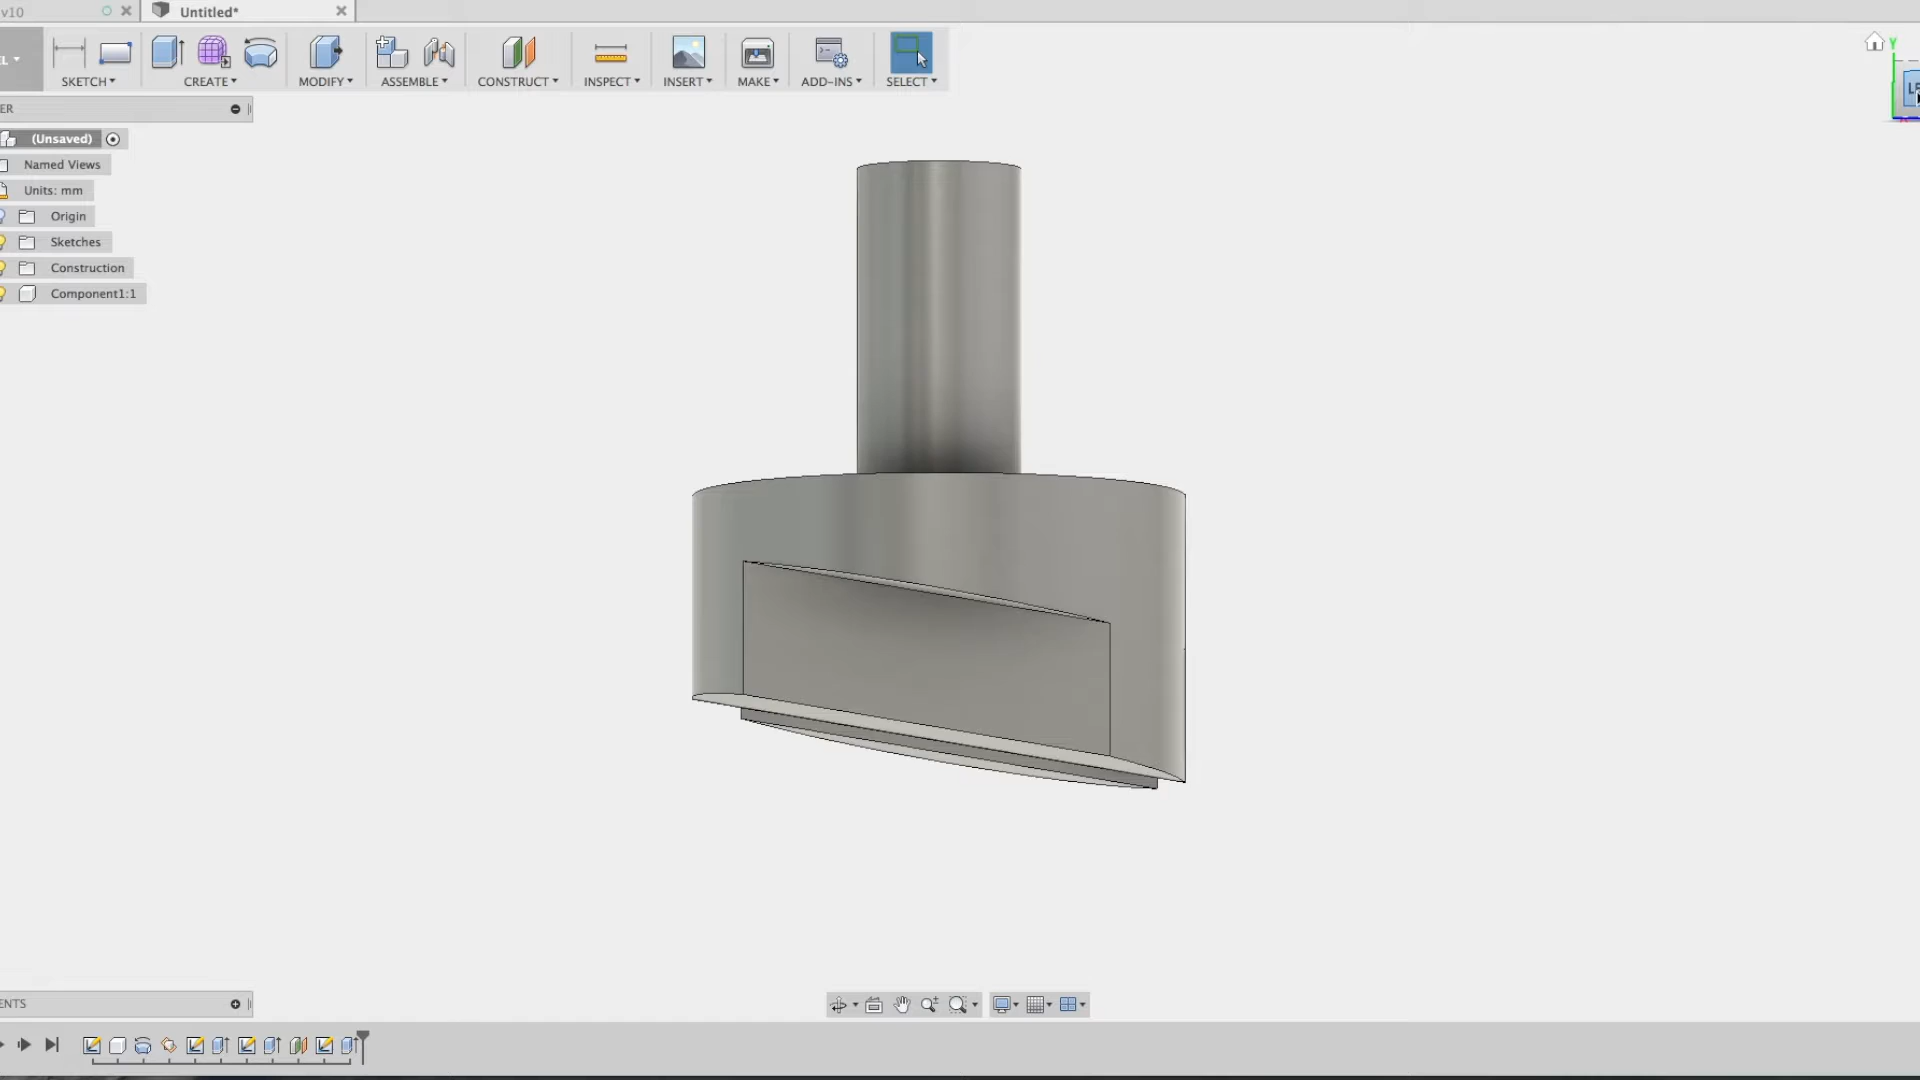 v10
Untitled*
L
SKETCH
CREATE
MODIFY
ASSEMBLE
CONSTRUCT
INSPECT
INSERT
MAKE
ADD-INS
SELECT
Y
ER
(Unsaved)
Named Views
Units: mm
Origin
Sketches
Construction
Component1:1
ENTS